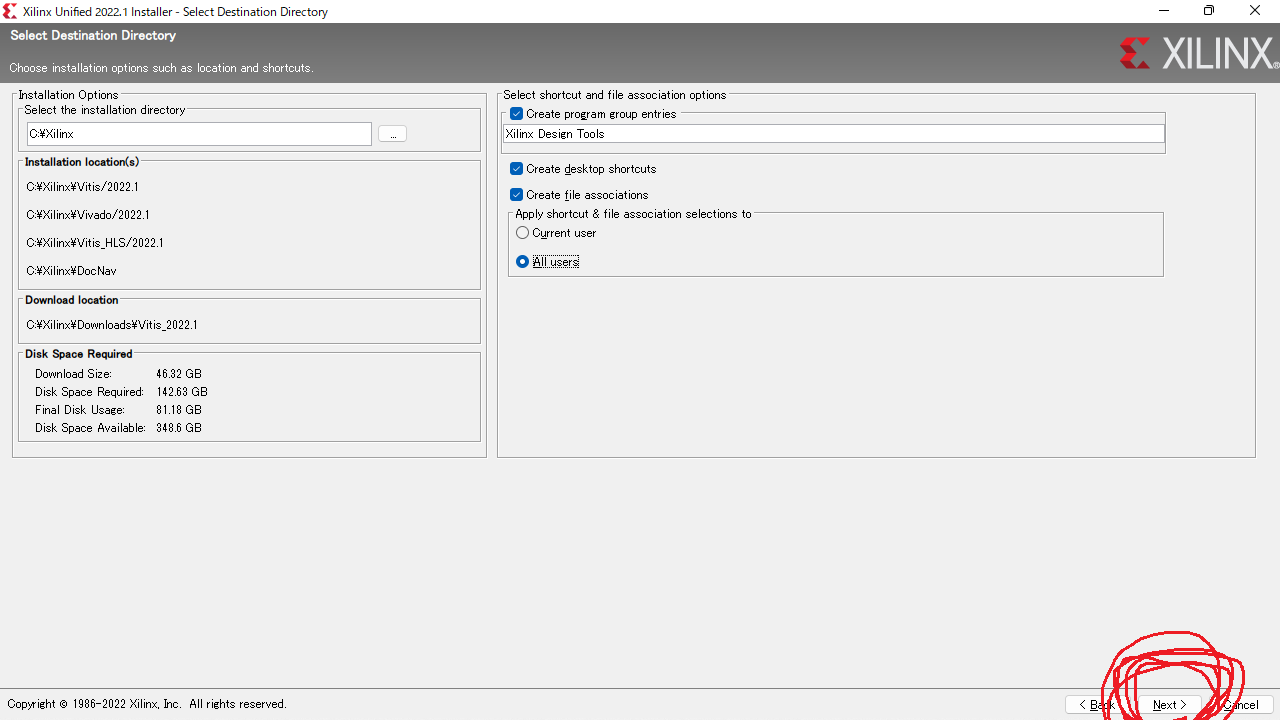 Xilinx Unified 2022.1 Installer - Select Destination Directory
Select Destination Directory
Choose installation options such as location and shortcuts.
XILINX®
Installation Options
Select the installation directory
C:¥Xilinx
...
Installation location(s)
C:¥Xilinx¥Vitis/2022.1
C:¥Xilinx¥Vivado/2022.1
C:¥Xilinx¥Vitis_HLS/2022.1
C:¥Xilinx¥DocNav
Download location
C:¥Xilinx¥Downloads¥Vitis_2022.1
Disk Space Required
Download Size: 46.32 GB
Disk Space Required: 142.63 GB
Final Disk Usage: 81.18 GB
Disk Space Available: 348.6 GB
Select shortcut and file association options
Create program group entries
Xilinx Design Tools
Create desktop shortcuts
Create file associations
Apply shortcut & file association selections to
Current user
All users
Copyright © 1986-2022 Xilinx, Inc. All rights reserved.
< Back Next > Cancel